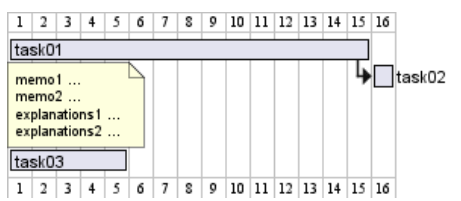 1 2 3 4 5 6 7 8 9 10 11 12 13 14 15 16
task01
task02
memo1 ...
memo2 ...
explanations1 ...
explanations2 ...
task03
1 2 3 4 5 6 7 8 9 10 11 12 13 14 15 16